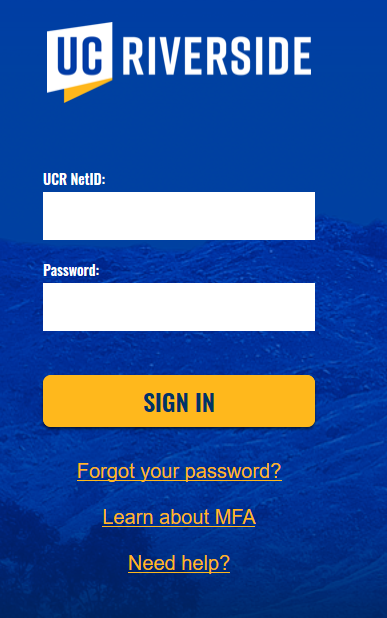 UC RIVERSIDE
UCR NetID:
Password:
SIGN IN
Forgot your password?
Learn about MFA
Need help?